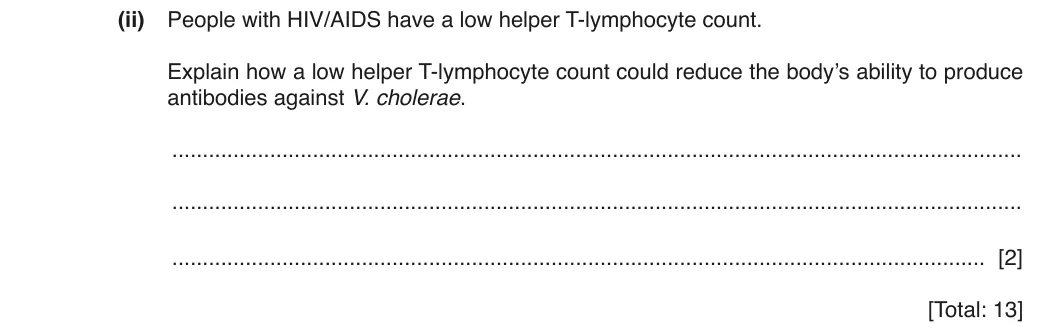 (ii) People with HIV/AIDS have a low helper T-lymphocyte count.
Explain how a low helper T-lymphocyte count could reduce the body's ability to produce
antibodies against V. cholerae.
....................................................................................................................................
....................................................................................................................................
.............................................................................................................................. [2]
[Total: 13]